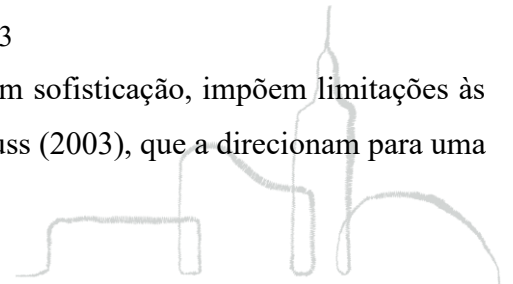 3
m sofisticação, impõem limitações às
uss (2003), que a direcionam para uma